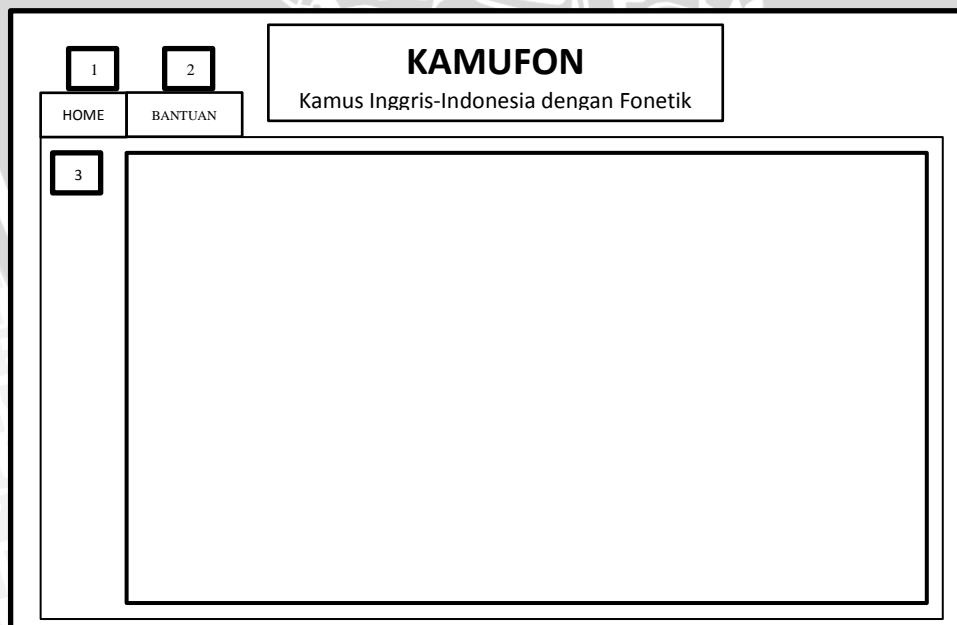 KAMUFON
Kamus Inggris-Indonesia dengan Fonetik
1
2
HOME
BANTUAN
3